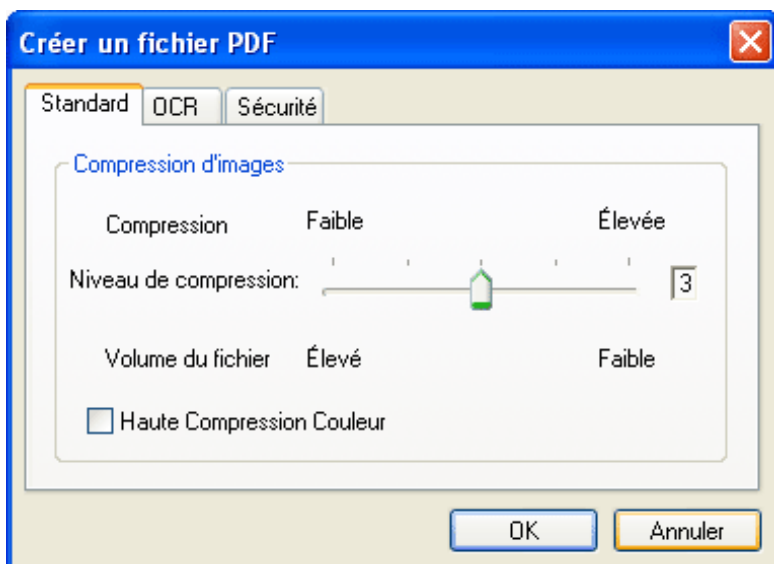 Créer un fichier PDF
Standard OCR Sécurité
Compression d'images
Compression Faible Élevée
Niveau de compression: 3
Volume du fichier Élevé Faible
Haute Compression Couleur
OK Annuler